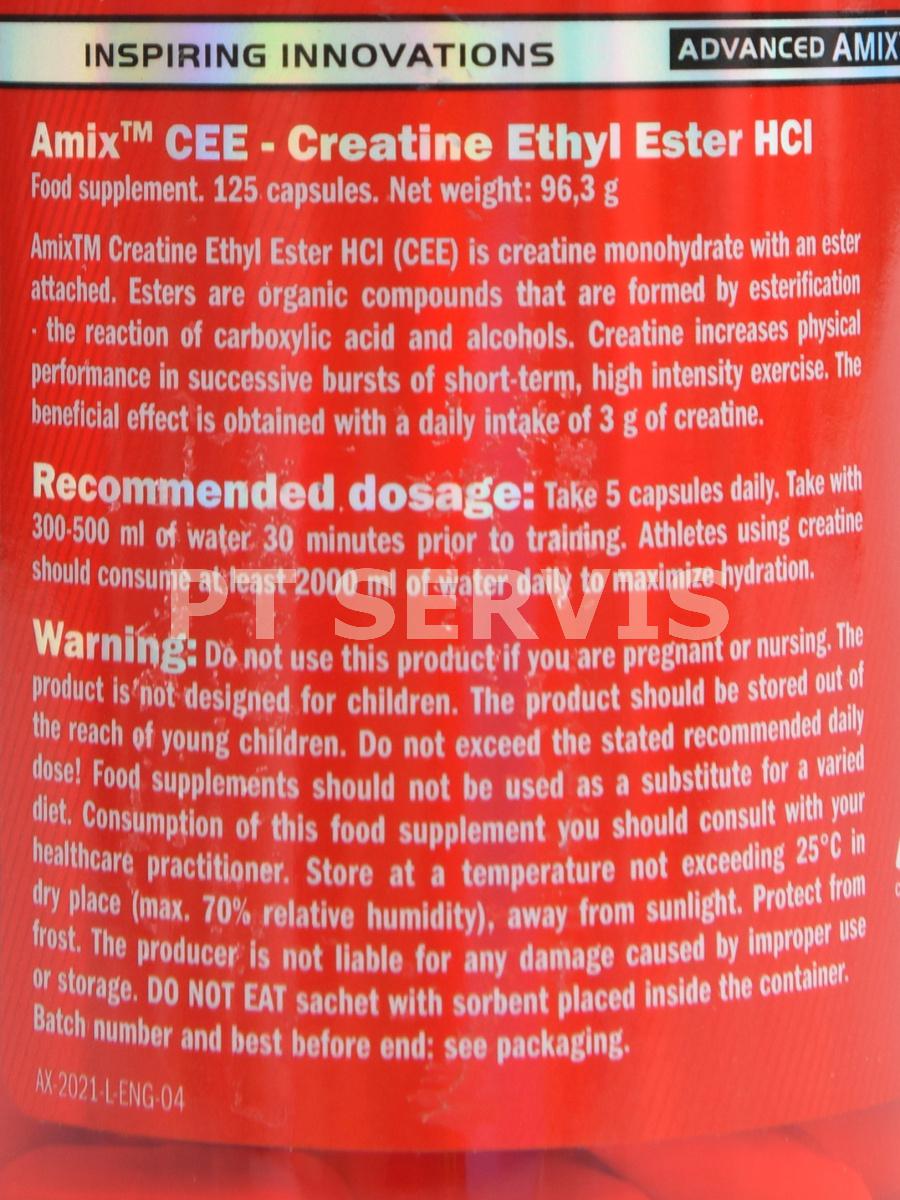 INSPIRING INNOVATIONS
ADVANCED AMIX
Amix™ CEE - Creatine Ethyl Ester HCl
Food supplement. 125 capsules. Net weight: 96,3 g
AmixTM Creatine Ethyl Ester HCl (CEE) is creatine monohydrate with an ester
attached. Esters are organic compounds that are formed by esterification
- the reaction of carboxylic acid and alcohols. Creatine increases physical
performance in successive bursts of short-term, high intensity exercise. The
beneficial effect is obtained with a daily intake of 3 g of creatine.
Recommended dosage: Take 5 capsules daily. Take with
300-500 ml of water 30 minutes prior to training. Athletes using creatine
should consume at least 2000 ml of water daily to maximize hydration.
PT SERVIS
Warning: Do not use this product if you are pregnant or nursing. The
product is not designed for children. The product should be stored out of
the reach of young children. Do not exceed the stated recommended daily
dose! Food supplements should not be used as a substitute for a varied
diet. Consumption of this food supplement you should consult with your
healthcare practitioner. Store at a temperature not exceeding 25°C in
dry place (max. 70% relative humidity), away from sunlight. Protect from
frost. The producer is not liable for any damage caused by improper use
or storage. DO NOT EAT sachet with sorbent placed inside the container.
Batch number and best before end: see packaging.
AX-2021-L-ENG-04